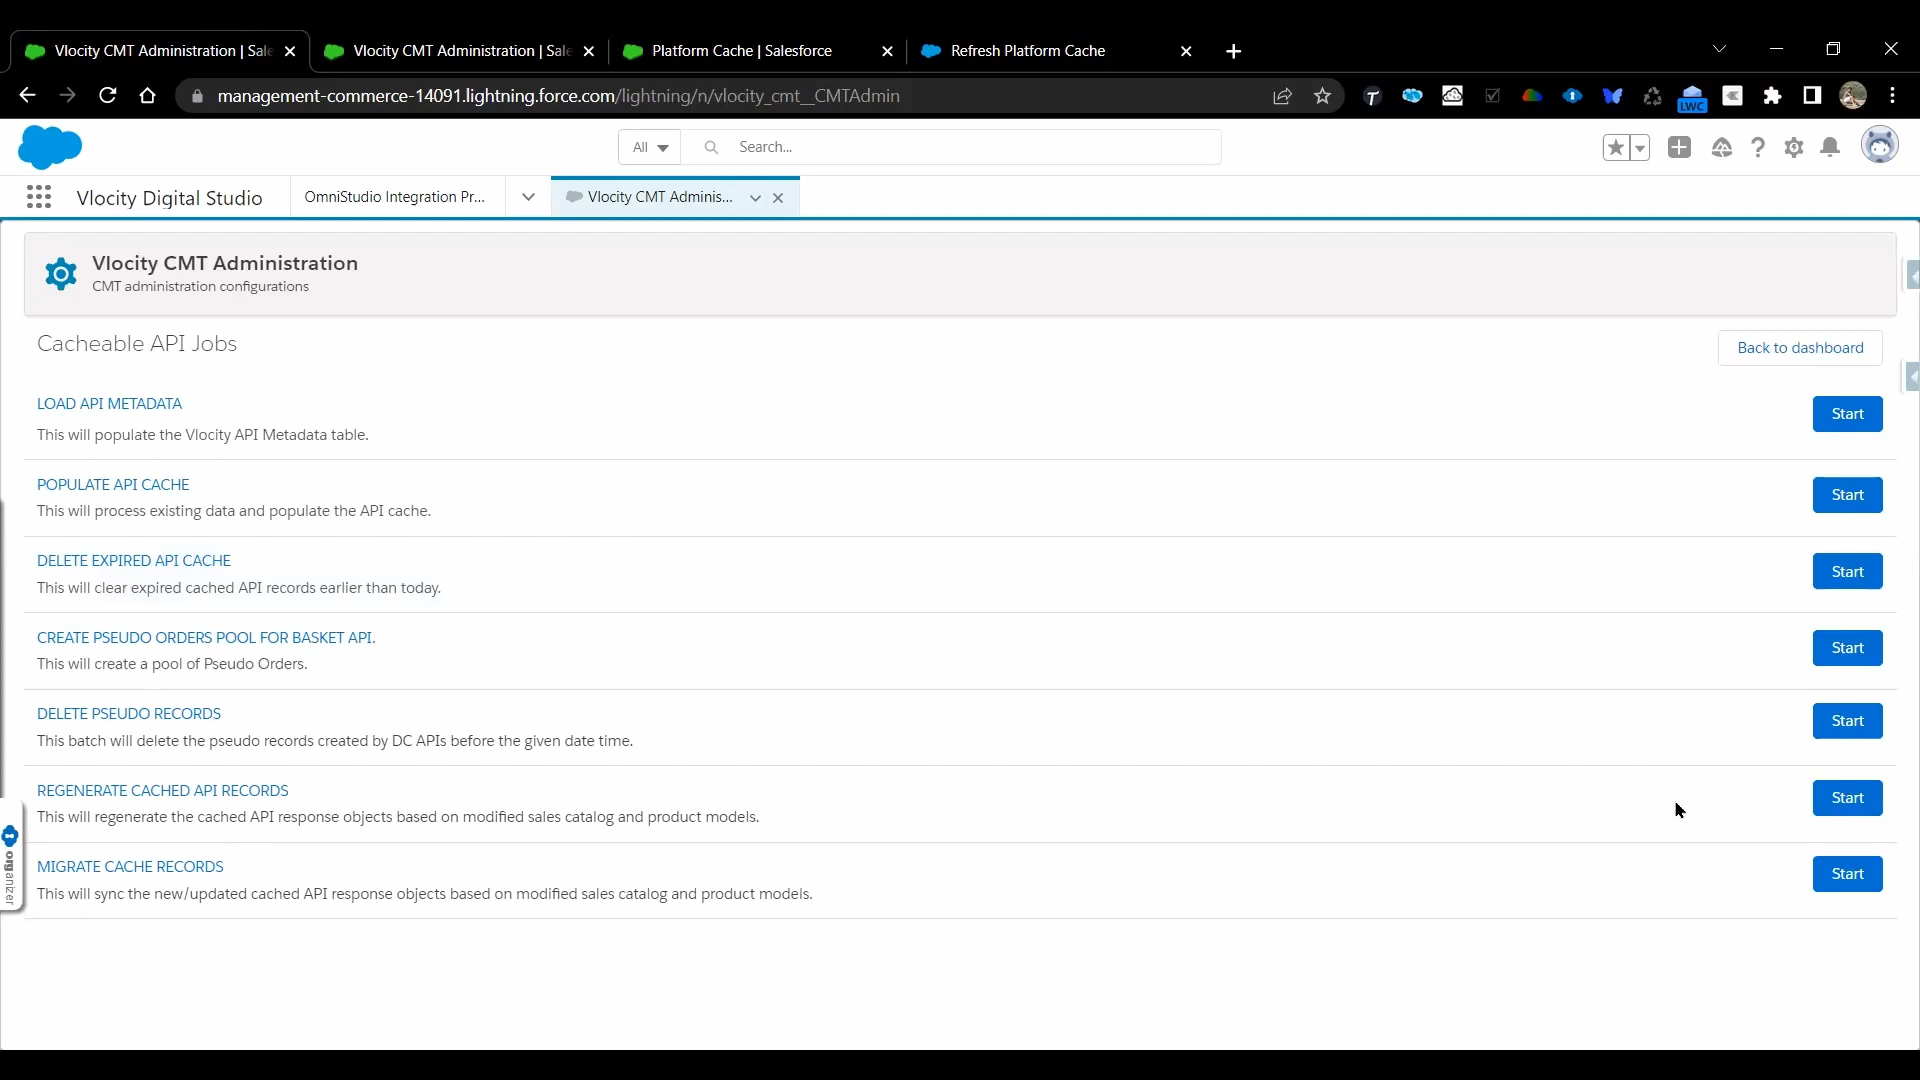 Vlocity CMT Administration | Sale
Vlocity CMT Administration | Sale
Platform Cache | Salesforce
Refresh Platform Cache
management-commerce-14091.lightning.force.com/lightning/n/vlocity_cmt__CMTAdmin
LWC
All
Search...
Vlocity Digital Studio
OmniStudio Integration Pr...
Vlocity CMT Adminis...
Vlocity CMT Administration
CMT administration configurations
Cacheable API Jobs
Back to dashboard
LOAD API METADATA
This will populate the Vlocity API Metadata table.
Start
POPULATE API CACHE
This will process existing data and populate the API cache.
Start
DELETE EXPIRED API CACHE
This will clear expired cached API records earlier than today.
Start
CREATE PSEUDO ORDERS POOL FOR BASKET API.
This will create a pool of Pseudo Orders.
Start
DELETE PSEUDO RECORDS
This batch will delete the pseudo records created by DC APIs before the given date time.
Start
REGENERATE CACHED API RECORDS
This will regenerate the cached API response objects based on modified sales catalog and product models.
Start
MIGRATE CACHE RECORDS
This will sync the new/updated cached API response objects based on modified sales catalog and product models.
Start
organizer